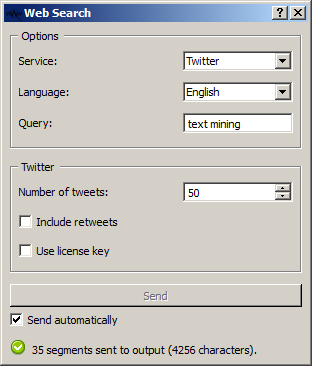 Web Search
Options
Service: Twitter
Language: English
Query: text mining
Twitter
Number of tweets: 50
Include retweets
Use license key
Send
Send automatically
35 segments sent to output (4256 characters).